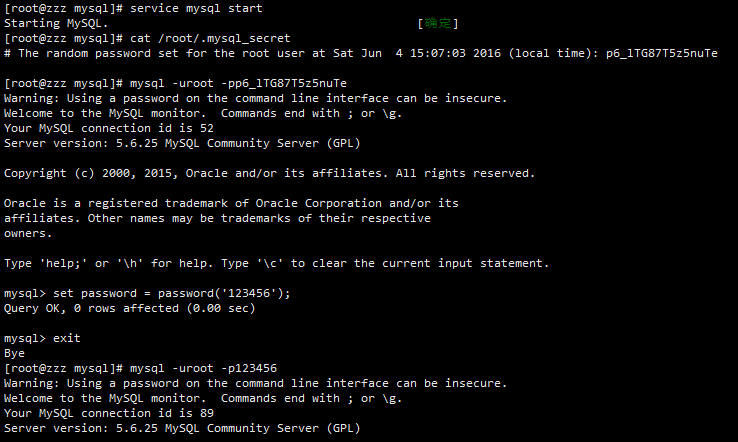 [root@zzz mysql]# service mysql start
Starting MySQL. [确定]
[root@zzz mysql]# cat /root/.mysql_secret
# The random password set for the root user at Sat Jun  4 15:07:03 2016 (local time): p6_lTG87T5z5nuTe
[root@zzz mysql]# mysql -uroot -pp6_lTG87T5z5nuTe
Warning: Using a password on the command line interface can be insecure.
Welcome to the MySQL monitor.  Commands end with ; or \g.
Your MySQL connection id is 52
Server version: 5.6.25 MySQL Community Server (GPL)
Copyright (c) 2000, 2015, Oracle and/or its affiliates. All rights reserved.
Oracle is a registered trademark of Oracle Corporation and/or its
affiliates. Other names may be trademarks of their respective
owners.
Type 'help;' or '\h' for help. Type '\c' to clear the current input statement.
mysql> set password = password('123456');
Query OK, 0 rows affected (0.00 sec)
mysql> exit
Bye
[root@zzz mysql]# mysql -uroot -p123456
Warning: Using a password on the command line interface can be insecure.
Welcome to the MySQL monitor.  Commands end with ; or \g.
Your MySQL connection id is 89
Server version: 5.6.25 MySQL Community Server (GPL)